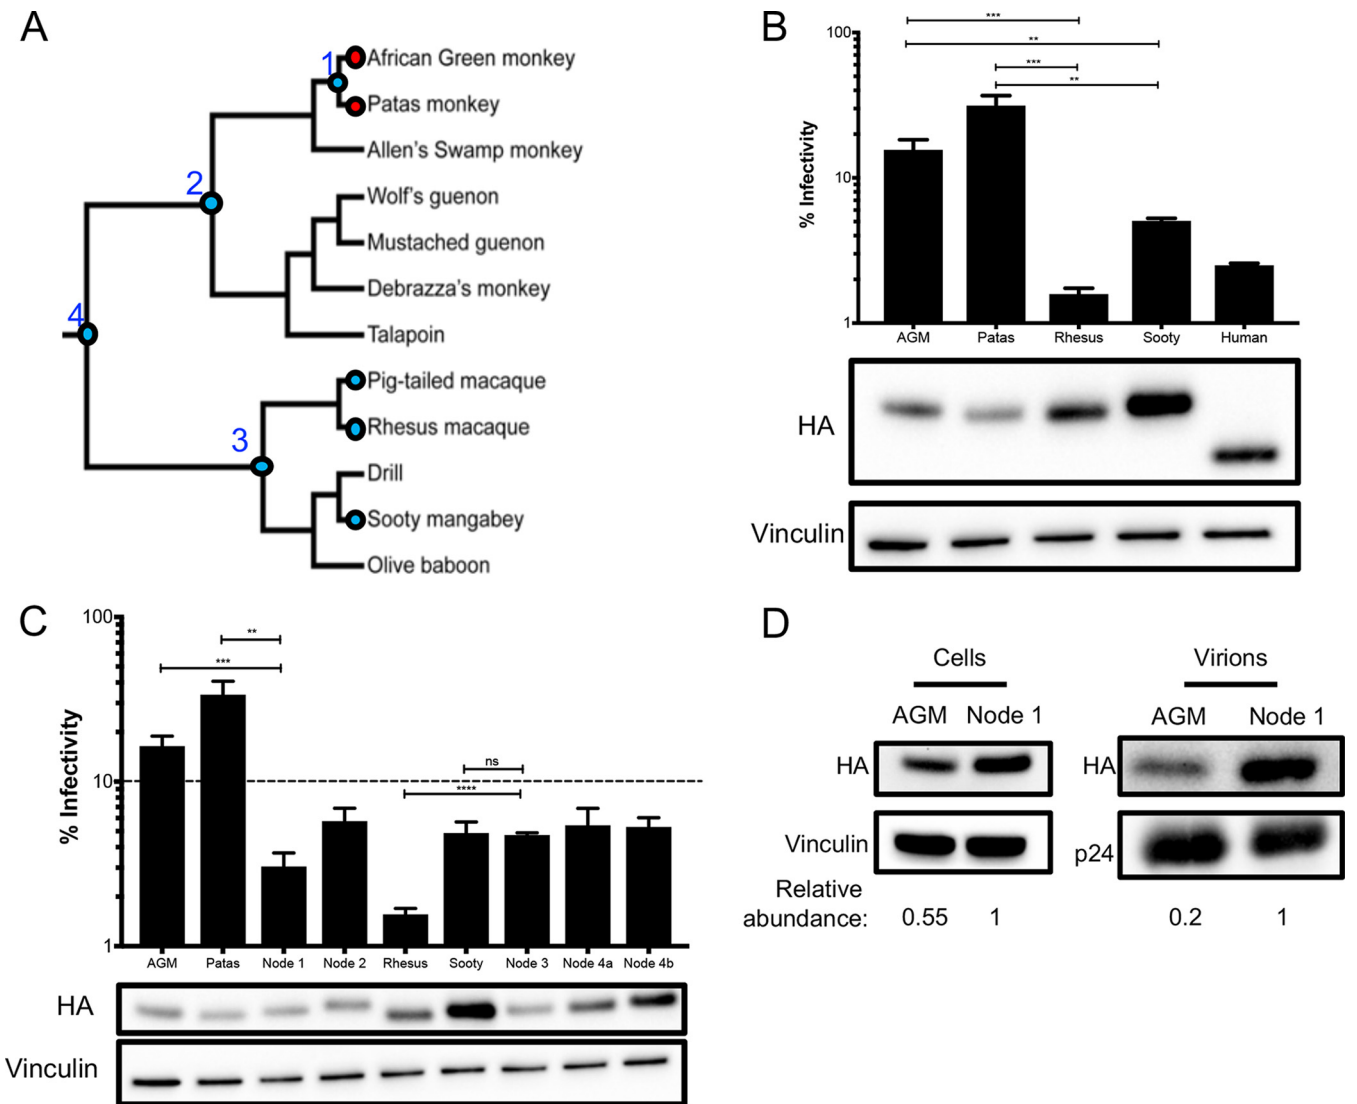 A
1
2
3
4
African Green monkey
Patas monkey
Allen's Swamp monkey
Wolf's guenon
Mustached guenon
Debrazza's monkey
Talapoin
Pig-tailed macaque
Rhesus macaque
Drill
Sooty mangabey
Olive baboon
B
***
**
***
**
100
10
1
% Infectivity
AGM Patas Rhesus Sooty Human
HA
Vinculin
C
**
***
ns
****
100
10
1
% Infectivity
AGM Patas Node 1 Node 2 Rhesus Sooty Node 3 Node 4a Node 4b
HA
Vinculin
D
Cells Virions
AGM Node 1 AGM Node 1
HA HA
Vinculin p24
Relative
abundance: 0.55 1 0.2 1